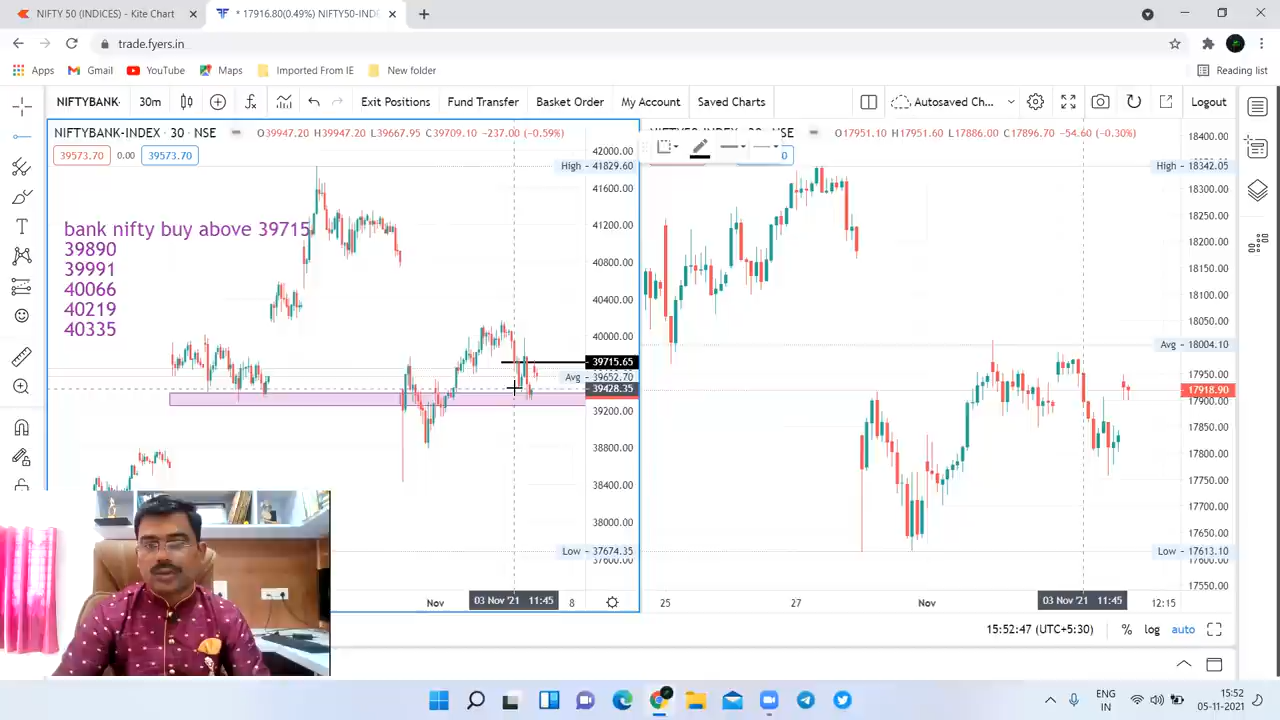 NIFTY 50 (INDICES) - Kite Chart
* 17916.80(0.49%) NIFTY50-INDE
trade.fyers.in
Apps
Gmail
YouTube
Maps
Imported From IE
New folder
Reading list
NIFTYBANK-
30m
Exit Positions
Fund Transfer
Basket Order
My Account
Saved Charts
Autosaved Ch...
Logout
NIFTYBANK-INDEX · 30 · NSE
O39947.20 H39947.20 L39667.95 C39709.10 -237.00 (-0.59%)
39573.70
0.00
39573.70
O17951.10 H17951.60 L17886.00 C17896.70 -54.60 (-0.30%)
bank nifty buy above 39715
39890
39991
40066
40219
40335
42000.00
High - 41829.60
41600.00
41200.00
40800.00
40400.00
40000.00
39715.65
Avg - 39652.70
39428.35
39200.00
38800.00
38400.00
38000.00
Low - 37674.35
37600.00
Nov
03 Nov '21 11:45
8
18400.00
High - 18342.05
18300.00
18250.00
18200.00
18150.00
18100.00
18050.00
Avg - 18004.10
17950.00
17918.90
17900.00
17850.00
17800.00
17750.00
17700.00
17650.00
Low - 17613.10
17550.00
25
27
Nov
03 Nov '21 11:45
12:15
15:52:47 (UTC+5:30)
%
log
auto
ENG
IN
15:52
05-11-2021